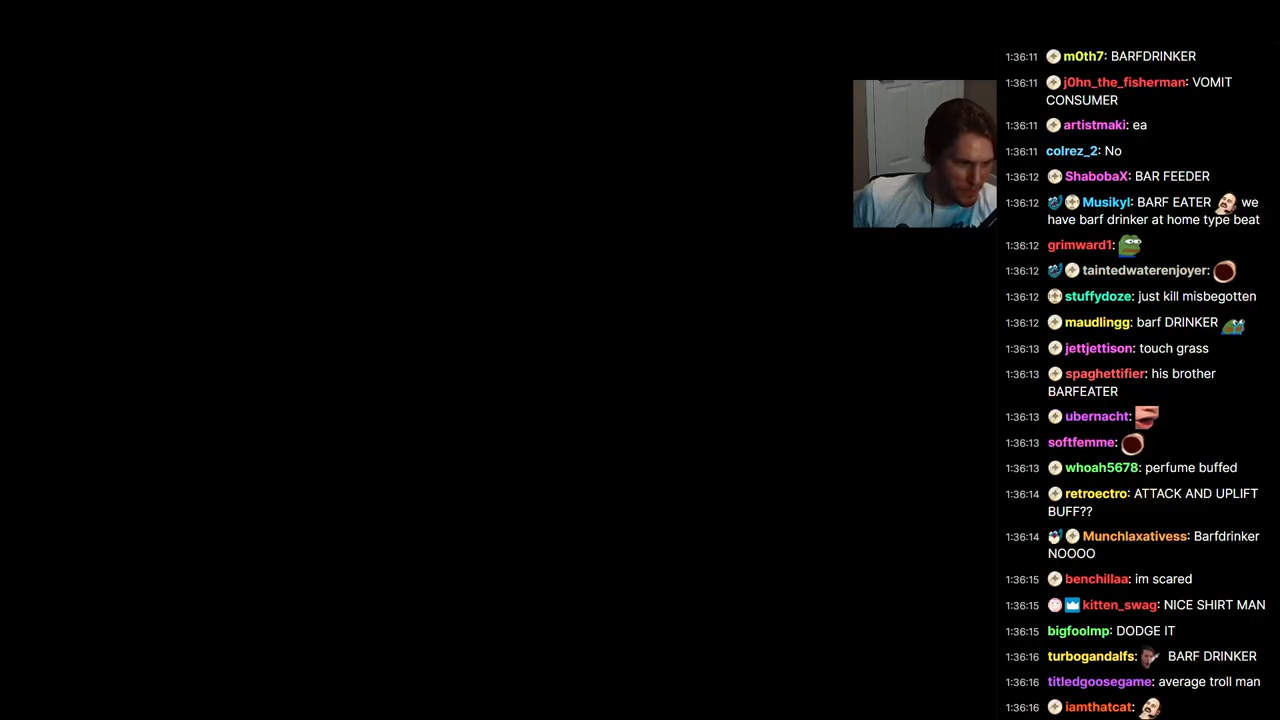 1:36:11 m0th7: BARFDRINKER
1:36:11 j0hn_the_fisherman: VOMIT
CONSUMER
1:36:11 artistmaki: ea
1:36:11 colrez_2: No
1:36:12 ShabobaX: BAR FEEDER
1:36:12 Musikyl: BARF EATER we
have barf drinker at home type beat
1:36:12 grimward1:
1:36:12 taintedwaterenjoyer:
1:36:12 stuffydoze: just kill misbegotten
1:36:12 maudlingg: barf DRINKER
1:36:13 jettjettison: touch grass
1:36:13 spaghettifier: his brother
BARFEATER
1:36:13 ubernacht:
1:36:13 softfemme:
1:36:13 whoah5678: perfume buffed
1:36:14 retroectro: ATTACK AND UPLIFT
BUFF??
1:36:14 Munchlaxativess: Barfdrinker
NOOOO
1:36:15 benchillaa: im scared
1:36:15 kitten_swag: NICE SHIRT MAN
1:36:15 bigfoolmp: DODGE IT
1:36:16 turbogandalfs: BARF DRINKER
1:36:16 titledgoosegame: average troll man
1:36:16 iamthatcat: